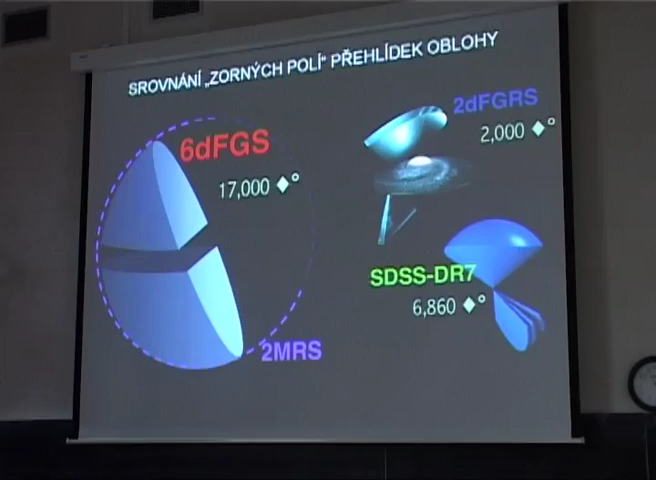 SROVNÁNÍ „ZORNÝCH POLÍ" PŘEHLÍDEK OBLOHY
6dFGS
17,000 ◆°
2dFGRS
2,000 ◆°
SDSS-DR7
6,860 ◆°
2MRS